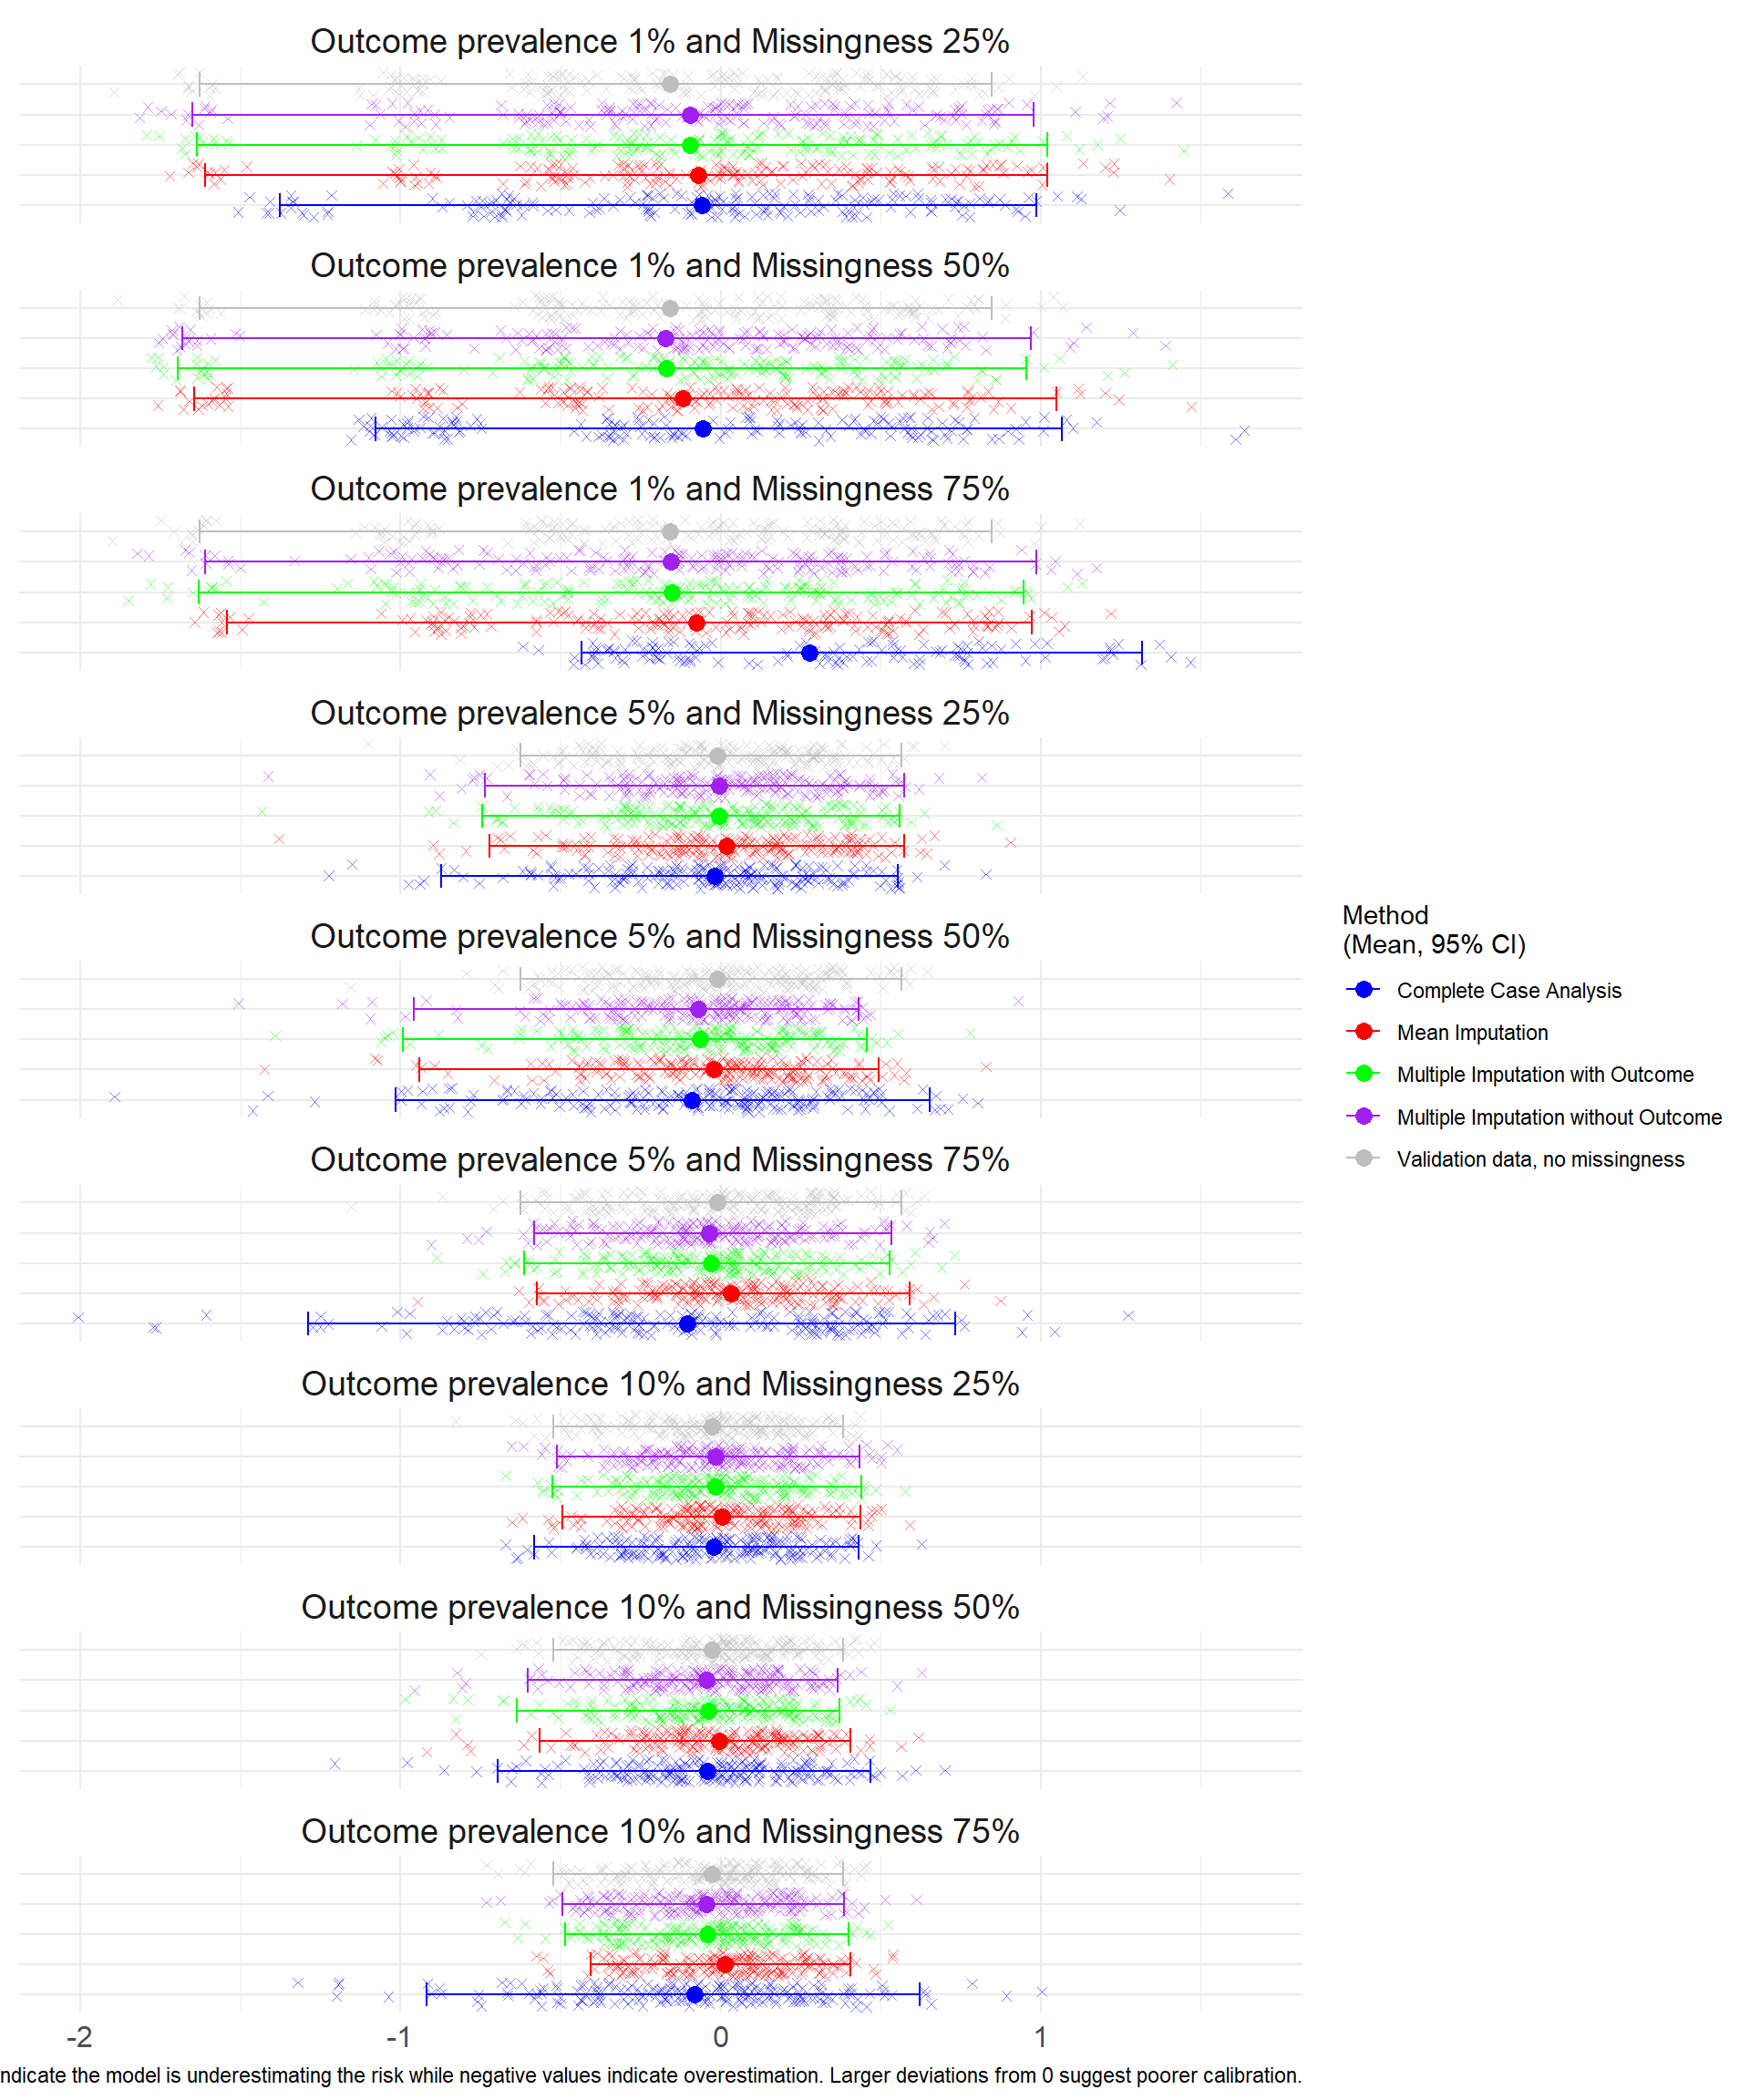 Outcome prevalence 1% and Missingness 25%
Outcome prevalence 1% and Missingness 50%
Outcome prevalence 1% and Missingness 75%
Outcome prevalence 5% and Missingness 25%
Outcome prevalence 5% and Missingness 50%
Outcome prevalence 5% and Missingness 75%
Outcome prevalence 10% and Missingness 25%
Outcome prevalence 10% and Missingness 50%
Outcome prevalence 10% and Missingness 75%
-2 -1 0 1
ndicate the model is underestimating the risk while negative values indicate overestimation. Larger deviations from 0 suggest poorer calibration.
Method
(Mean, 95% CI)
Complete Case Analysis
Mean Imputation
Multiple Imputation with Outcome
Multiple Imputation without Outcome
Validation data, no missingness